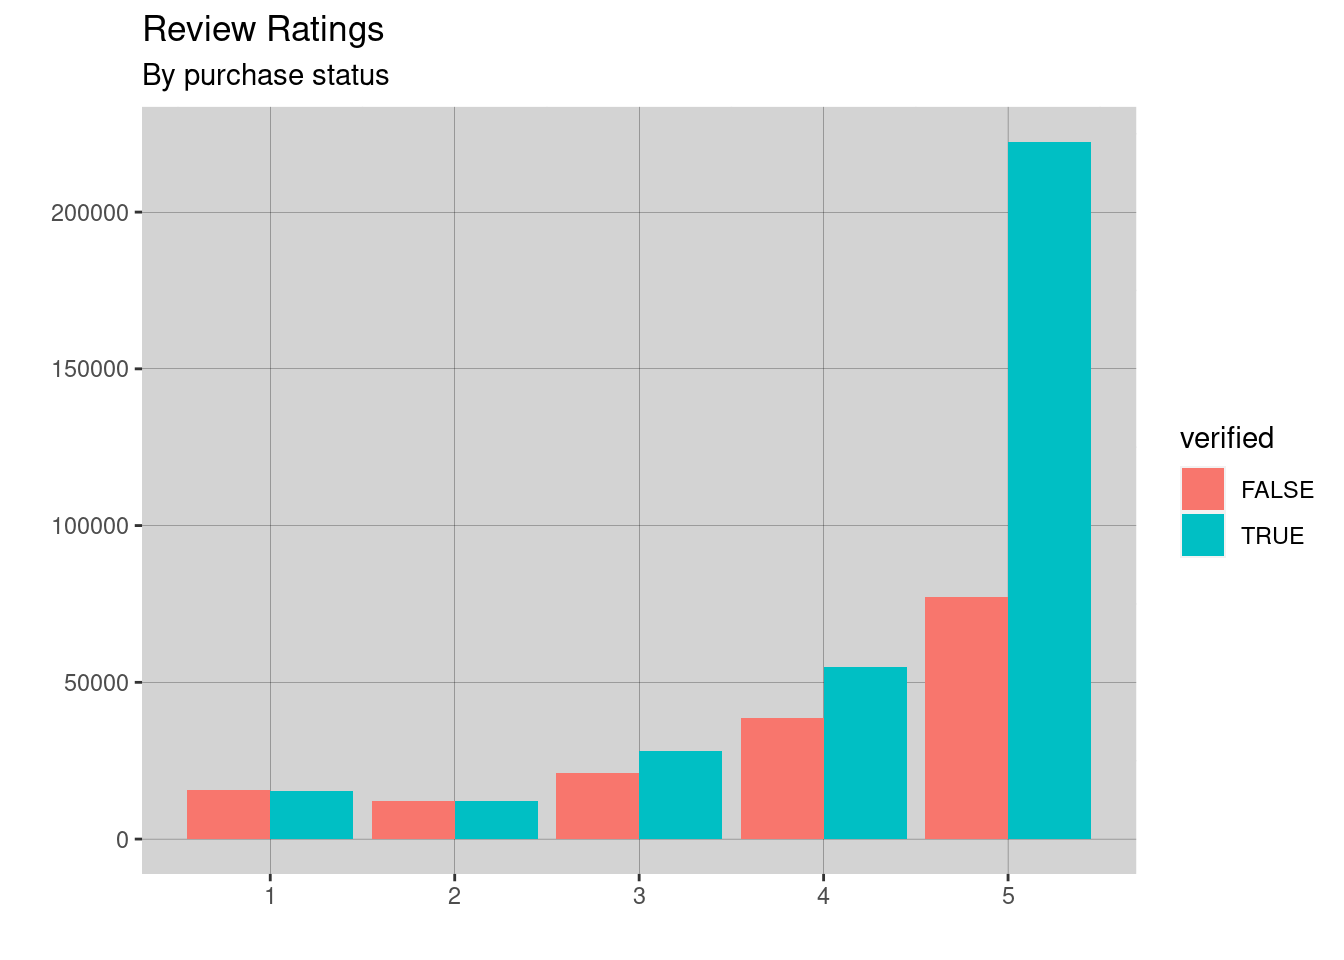 Review Ratings
By purchase status
200000
150000
100000
50000
0
1 2 3 4 5
verified
FALSE
TRUE